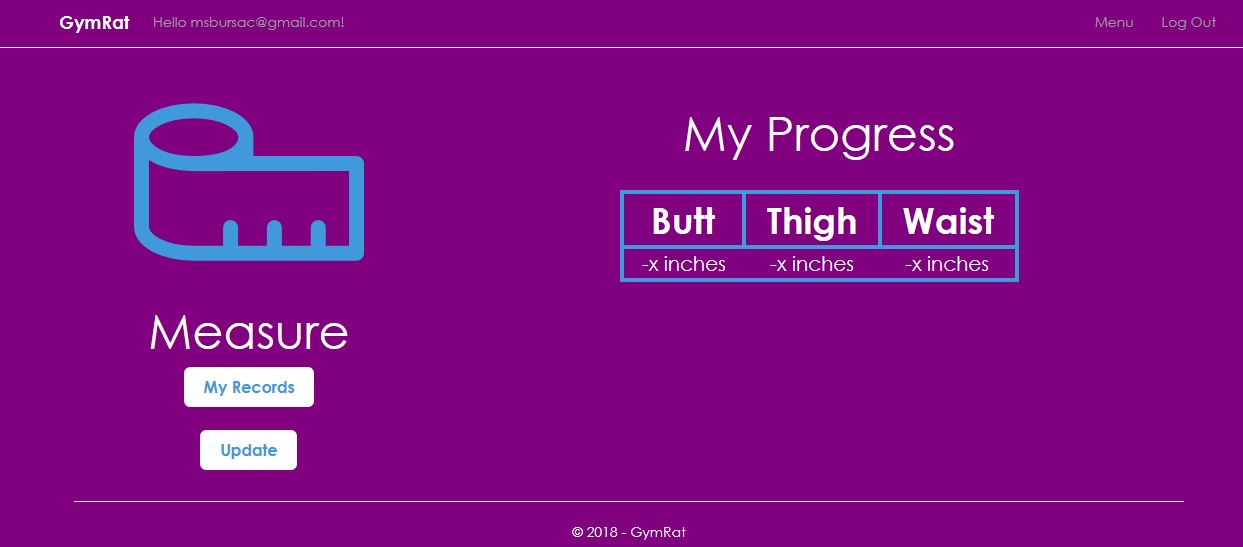 GymRat Hello msbursac@gmail.com! Menu Log Out
My Progress
Butt Thigh Waist
-x inches -x inches -x inches
Measure
My Records
Update
© 2018 - GymRat